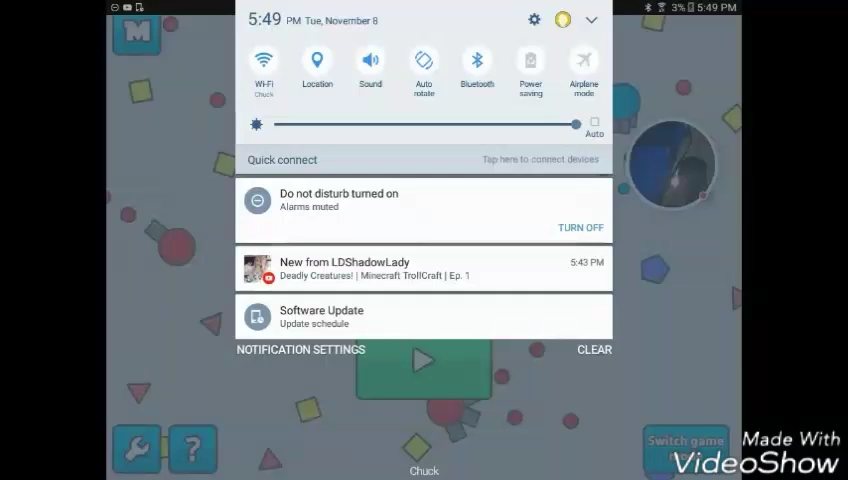 3% 5:49 PM
5:49 PM Tue, November 8
M
Wi-Fi
Chuck
Location
Sound
Auto
rotate
Bluetooth
Power
saving
Airplane
mode
Auto
Quick connect
Tap here to connect devices
Do not disturb turned on
Alarms muted
TURN OFF
New from LDShadowLady 5:43 PM
Deadly Creatures! | Minecraft TrollCraft | Ep. 1
Software Update
Update schedule
NOTIFICATION SETTINGS
CLEAR
?
Switch game
Chuck
Made With
VideoShow